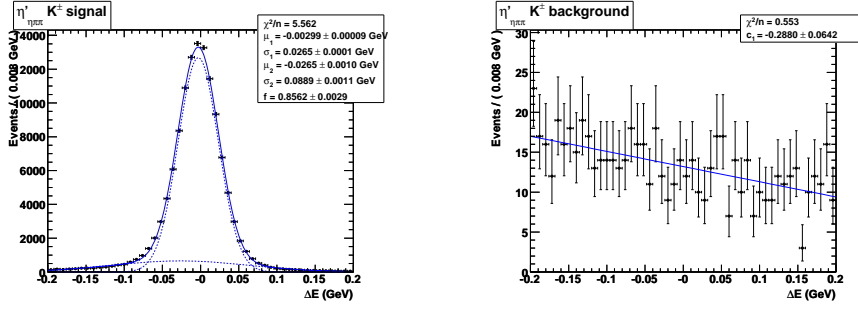 η′ηππ K± signal
χ²/n = 5.562
μ₁ = -0.00299 ± 0.00009 GeV
σ₁ = 0.0265 ± 0.0001 GeV
μ₂ = -0.0265 ± 0.0010 GeV
σ₂ = 0.0889 ± 0.0011 GeV
f = 0.8562 ± 0.0029
Events / ( 0.008 GeV )
14000
12000
10000
8000
6000
4000
2000
0
-0.2 -0.15 -0.1 -0.05 -0 0.05 0.1 0.15 0.2
ΔE (GeV)
η′ηππ K± background
χ²/n = 0.553
c₁ = -0.2880 ± 0.0642
Events / ( 0.008 GeV )
30
25
20
15
10
5
0
-0.2 -0.15 -0.1 -0.05 -0 0.05 0.1 0.15 0.2
ΔE (GeV)